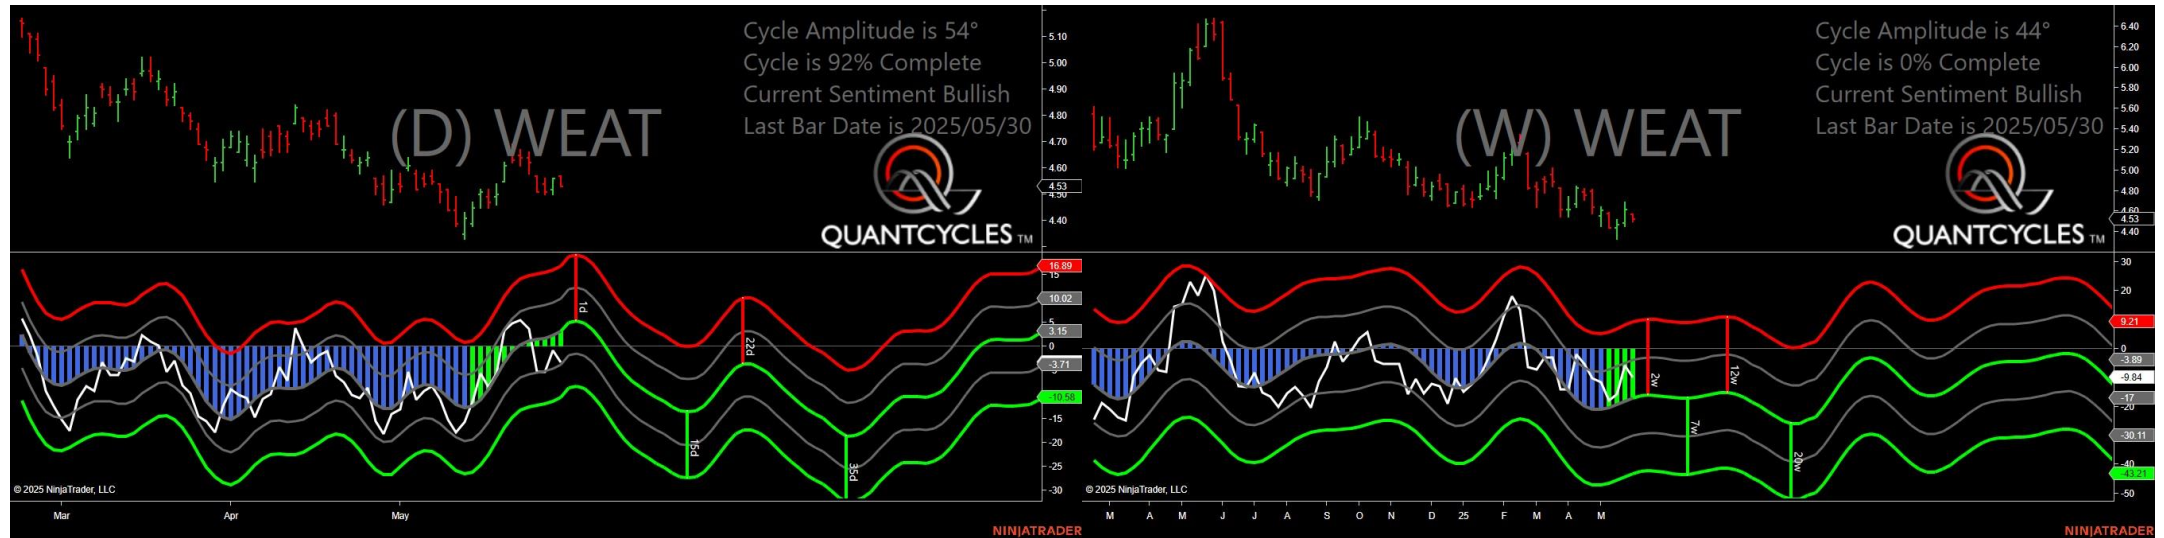 Cycle Amplitude is 54°
Cycle is 92% Complete
Current Sentiment Bullish
Last Bar Date is 2025/05/30
(D) WEAT
QUANTCYCLES TM
5.10
5.00
4.90
4.80
4.70
4.60
4.53
4.50
4.40
16.89
15
10.02
5
3.15
0
-3.71
-10.58
-15
-20
-25
-30
1d
22d
15d
35d
© 2025 NinjaTrader, LLC
Mar
Apr
May
NINJATRADER
Cycle Amplitude is 44°
Cycle is 0% Complete
Current Sentiment Bullish
Last Bar Date is 2025/05/30
(W) WEAT
QUANTCYCLES TM
6.40
6.20
6.00
5.80
5.60
5.40
5.20
5.00
4.80
4.60
4.53
4.40
30
20
9.21
0
-3.89
-9.84
-17
-20
-30.11
-40
-43.21
-50
2w
12w
7w
20w
© 2025 NinjaTrader, LLC
M A M J J A S O N D 25 F M A M
NINJATRADER